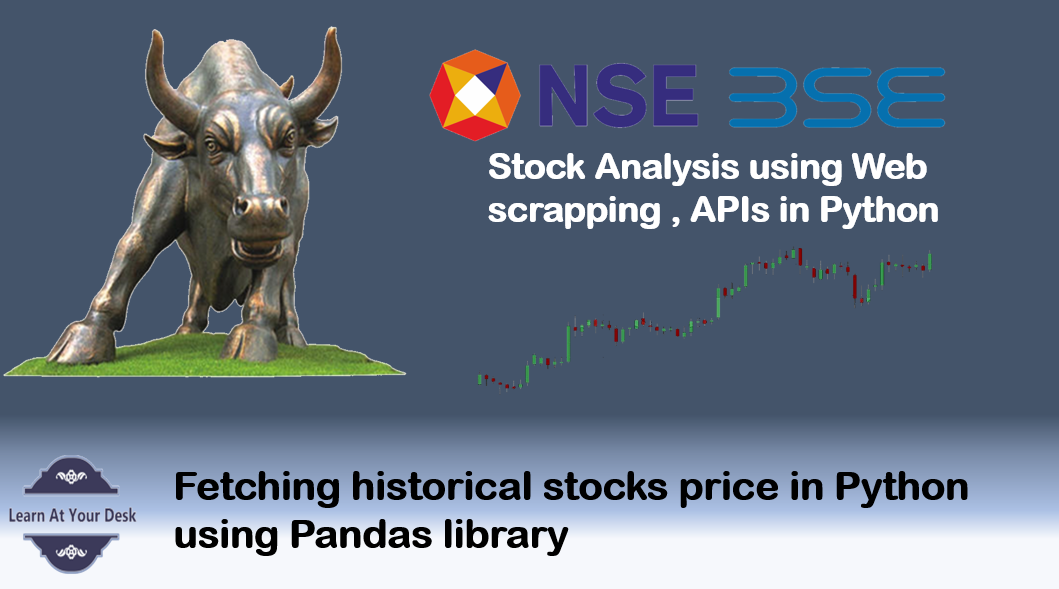 NSE BSE
Stock Analysis using Web
scrapping , APIs in Python
Learn At Your Desk
Fetching historical stocks price in Python
using Pandas library